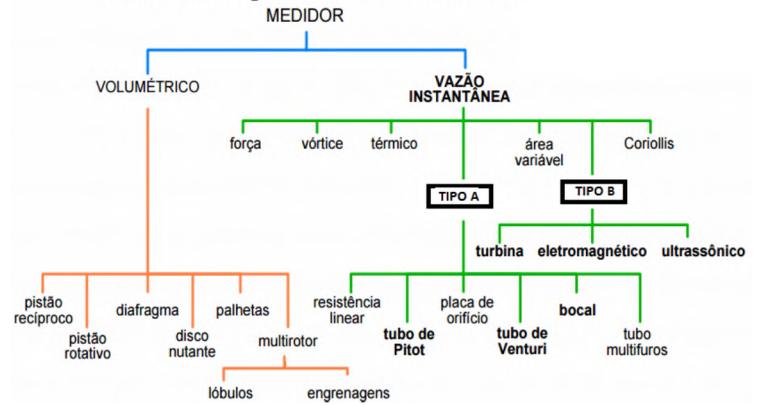 MEDIDOR
VOLUMÉTRICO
VAZÃO
INSTANTÂNEA
força
vórtice
térmico
área
variável
Coriollis
TIPO A
TIPO B
turbina
eletromagnético
ultrassônico
pistão
recíproco
pistão
rotativo
diafragma
disco
nutante
palhetas
multirotor
lóbulos
engrenagens
resistência
linear
tubo de
Pitot
placa de
orifício
tubo de
Venturi
bocal
tubo
multifuros